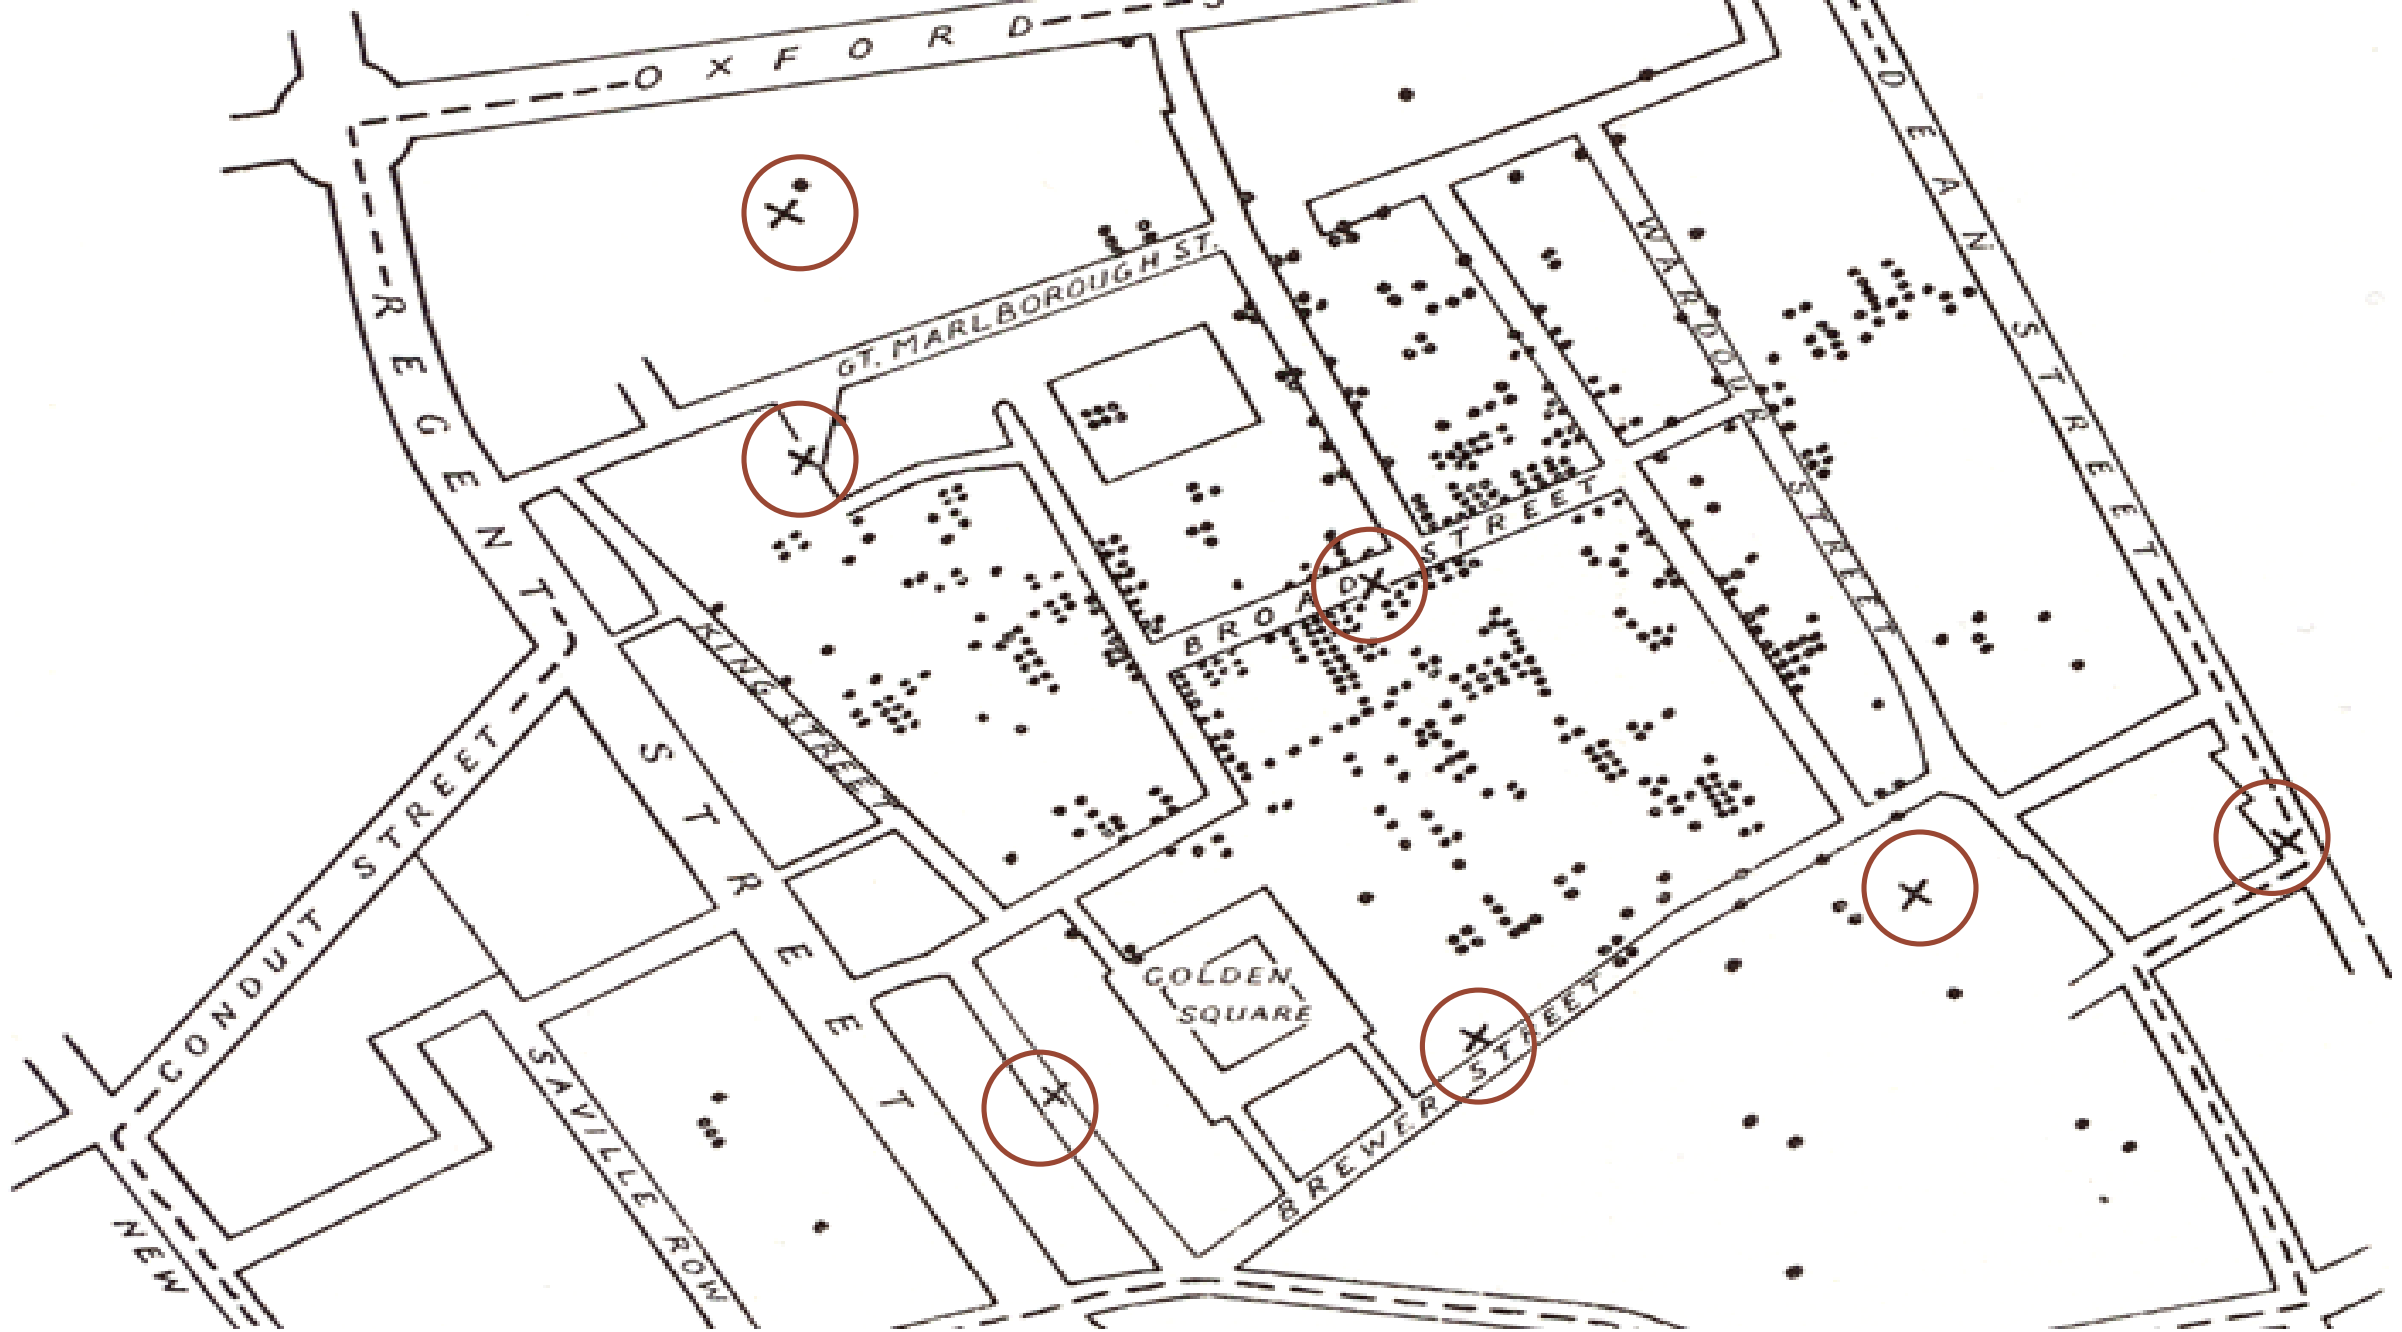 OXFORD S
REGENT STREET
GT. MARLBOROUGH ST.
WARDOUR STREET
DEAN STREET
BROAD STREET
KING STREET
CONDUIT STREET
GOLDEN
SQUARE
BREWER STREET
SAVILLE ROW
NEW